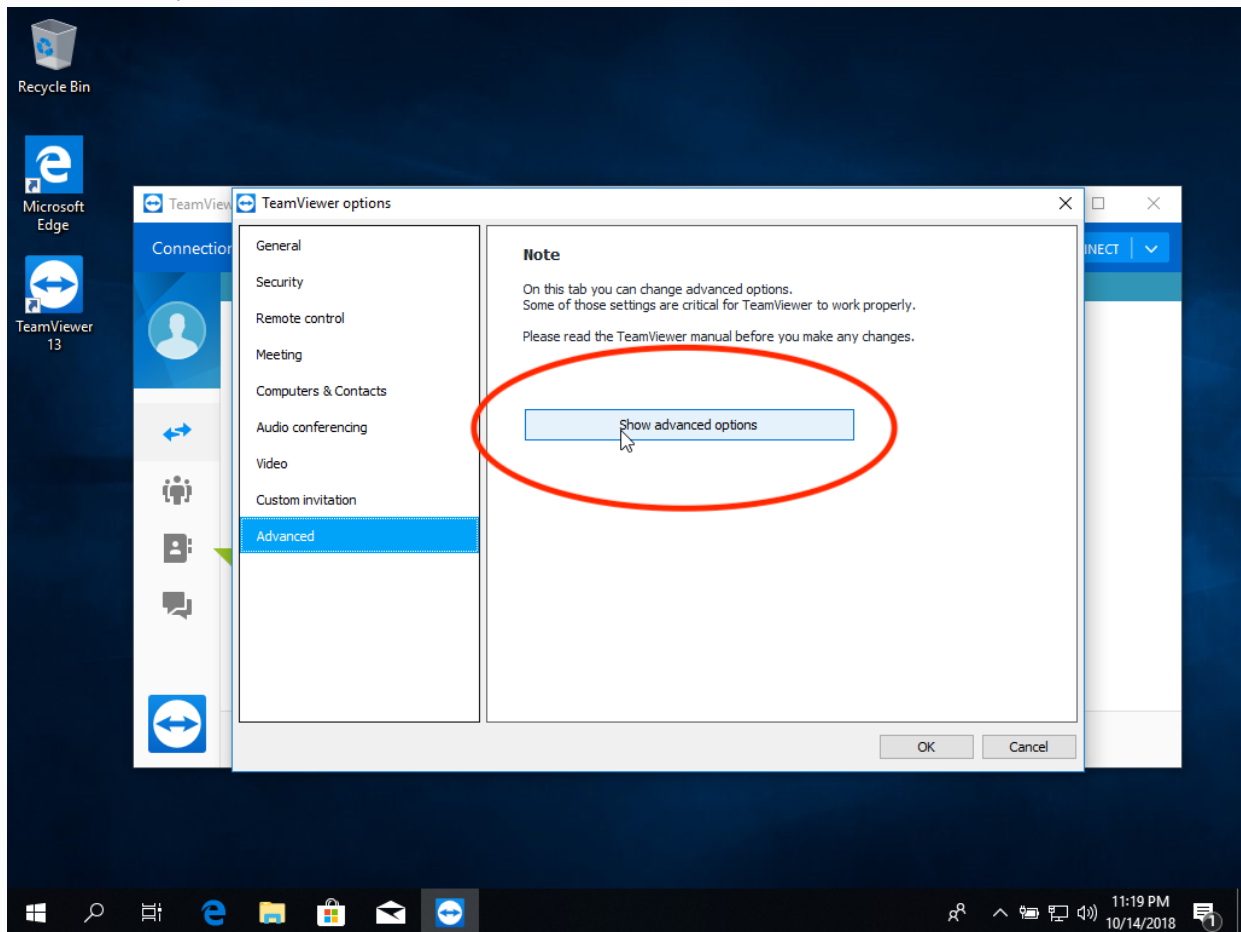 Recycle Bin
Microsoft
Edge
TeamViewer
13
TeamView
TeamViewer options
Connection
NECT
General
Security
Remote control
Meeting
Computers & Contacts
Audio conferencing
Video
Custom invitation
Advanced
Note
On this tab you can change advanced options.
Some of those settings are critical for TeamViewer to work properly.
Please read the TeamViewer manual before you make any changes.
Show advanced options
OK
Cancel
11:19 PM
10/14/2018
1